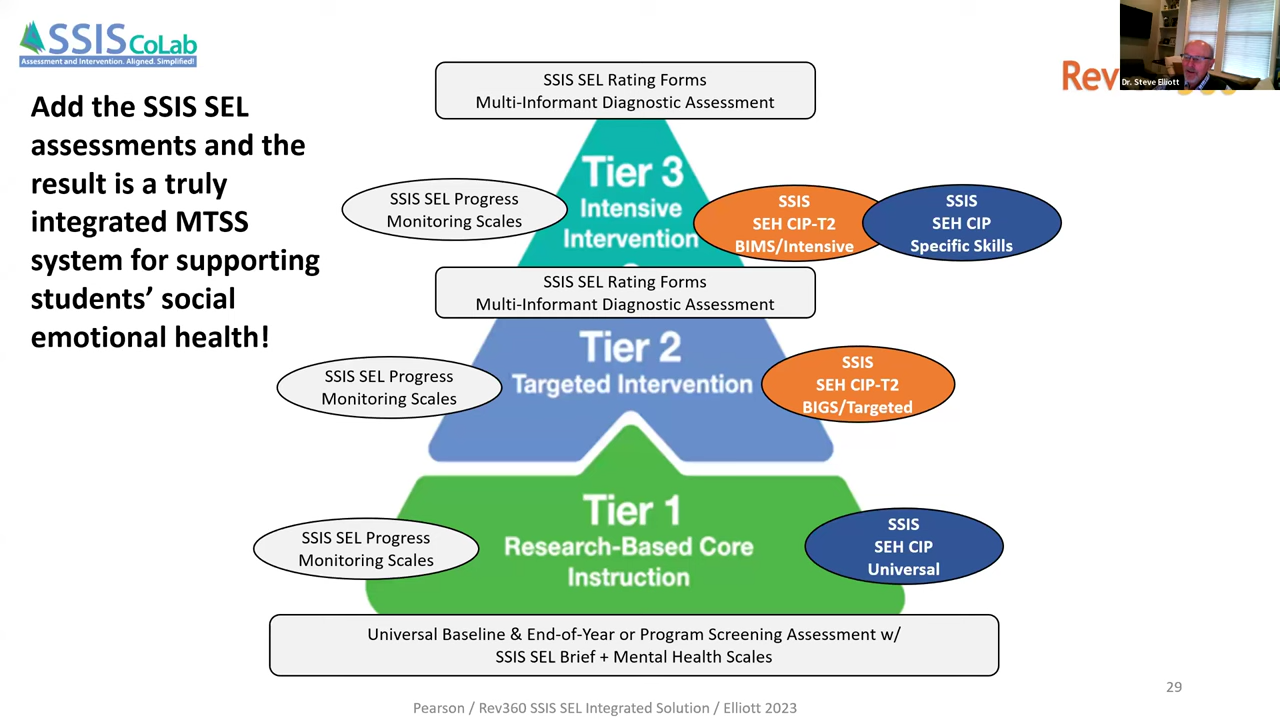 SSIS CoLab
Assessment and Intervention. Aligned. Simplified!
Add the SSIS SEL
assessments and the
result is a truly
integrated MTSS
system for supporting
students’ social
emotional health!
Rev
Dr. Steve Elliott
SSIS SEL Rating Forms
Multi-Informant Diagnostic Assessment
Tier 3
Intensive
Intervention
SSIS SEL Progress
Monitoring Scales
SSIS
SEH CIP-T2
BIMS/Intensive
SSIS
SEH CIP
Specific Skills
SSIS SEL Rating Forms
Multi-Informant Diagnostic Assessment
Tier 2
Targeted Intervention
SSIS SEL Progress
Monitoring Scales
SSIS
SEH CIP-T2
BIGS/Targeted
Tier 1
Research-Based Core
Instruction
SSIS SEL Progress
Monitoring Scales
SSIS
SEH CIP
Universal
Universal Baseline & End-of-Year or Program Screening Assessment w/
SSIS SEL Brief + Mental Health Scales
29
Pearson / Rev360 SSIS SEL Integrated Solution / Elliott 2023